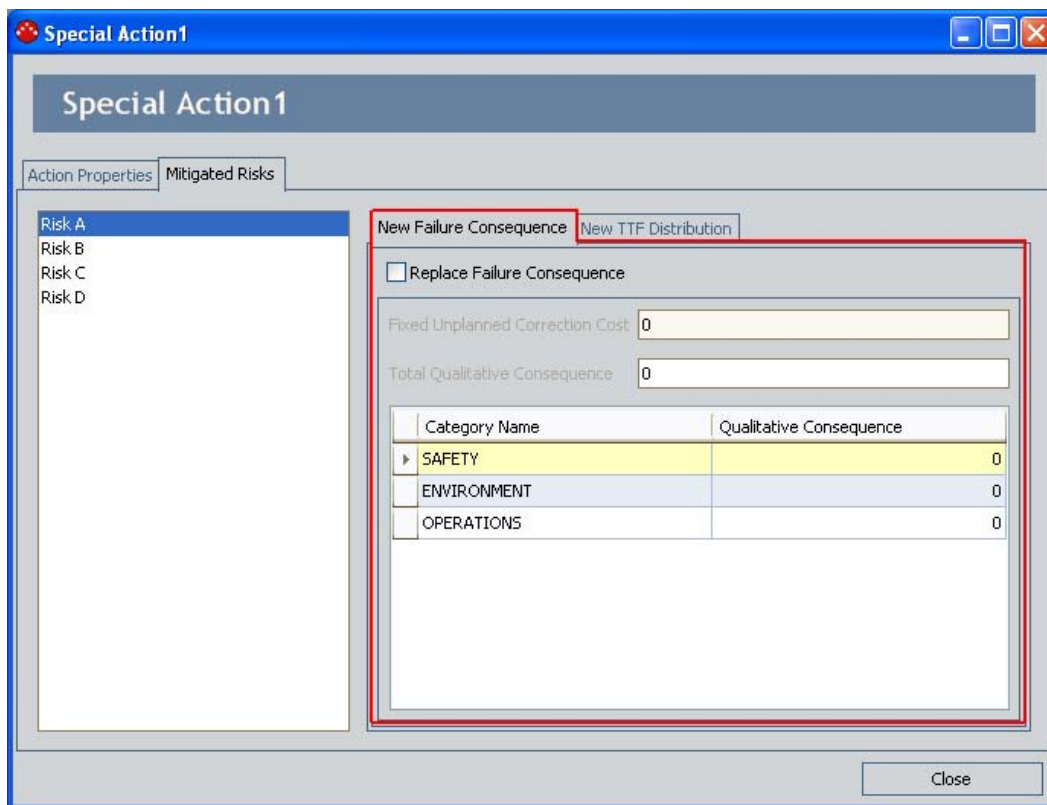 Special Action1
Special Action1
Action Properties Mitigated Risks
Risk A
Risk B
Risk C
Risk D
New Failure Consequence New TTF Distribution
Replace Failure Consequence
Fixed Unplanned Correction Cost 0
Total Qualitative Consequence 0
Category Name Qualitative Consequence
SAFETY 0
ENVIRONMENT 0
OPERATIONS 0
Close